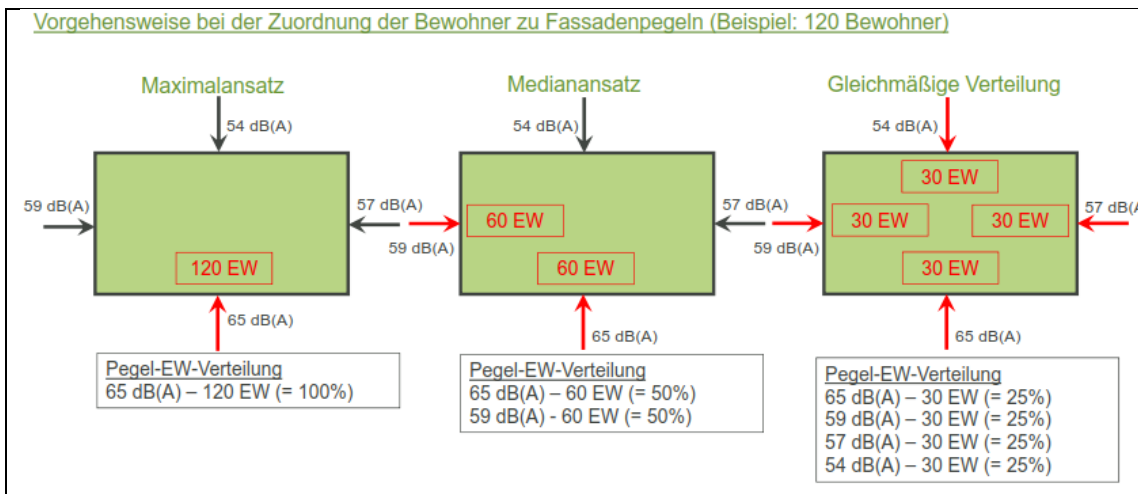 Vorgehensweise bei der Zuordnung der Bewohner zu Fassadenpegeln (Beispiel: 120 Bewohner)
Maximalansatz
54 dB(A)
59 dB(A)
57 dB(A)
120 EW
65 dB(A)
Pegel-EW-Verteilung
65 dB(A) – 120 EW (= 100%)
Medianansatz
54 dB(A)
59 dB(A)
57 dB(A)
60 EW
60 EW
65 dB(A)
Pegel-EW-Verteilung
65 dB(A) – 60 EW (= 50%)
59 dB(A) - 60 EW (= 50%)
Gleichmäßige Verteilung
54 dB(A)
59 dB(A)
57 dB(A
30 EW
30 EW
30 EW
30 EW
65 dB(A)
Pegel-EW-Verteilung
65 dB(A) – 30 EW (= 25%)
59 dB(A) – 30 EW (= 25%)
57 dB(A) – 30 EW (= 25%)
54 dB(A) – 30 EW (= 25%)